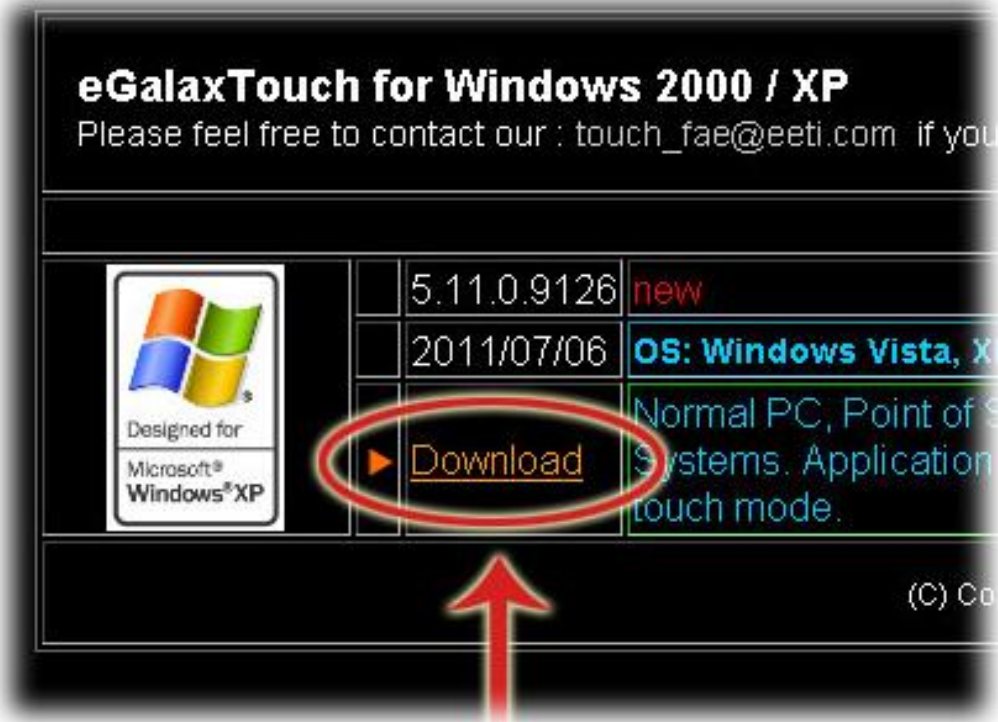 eGalaxTouch for Windows 2000 / XP
Please feel free to contact our : touch_fae@eeti.com if you
5.11.0.9126 new
2011/07/06 OS: Windows Vista, X
Designed for
Microsoft®
Windows®XP
Download
Normal PC, Point of S
Systems. Application
touch mode.
(C) Co